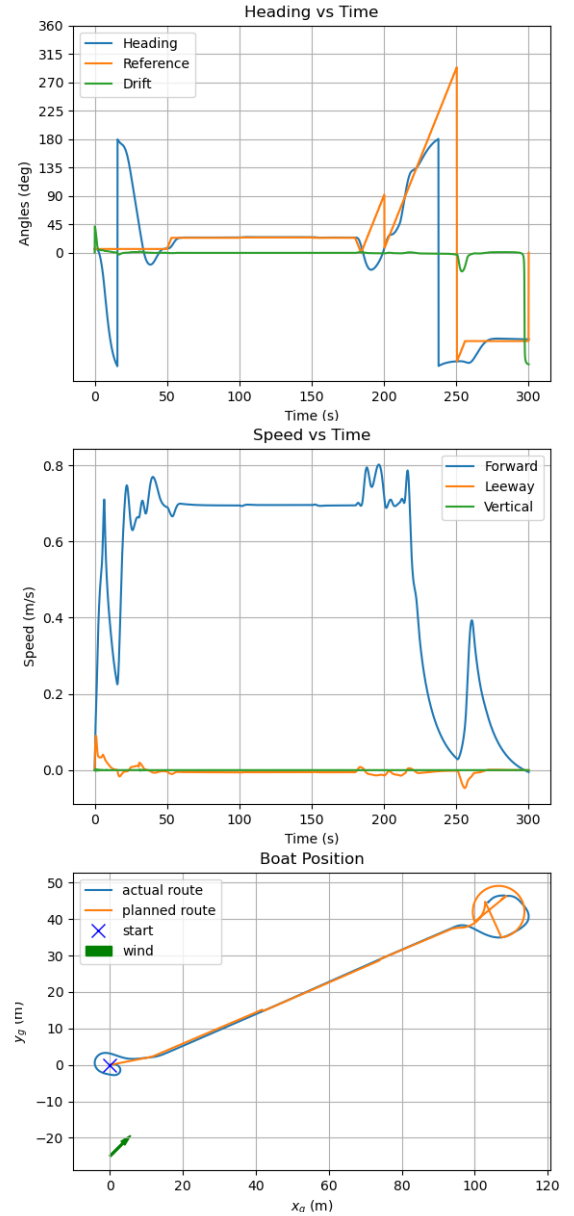 Heading vs Time
360
315
270
225
180
135
90
45
0
Angles (deg)
Heading
Reference
Drift
0 50 100 150 200 250 300
Time (s)
Speed vs Time
0.8
0.6
0.4
0.2
0.0
Speed (m/s)
Forward
Leeway
Vertical
0 50 100 150 200 250 300
Time (s)
Boat Position
50
40
30
20
10
0
−10
−20
y_g (m)
actual route
planned route
start
wind
0 20 40 60 80 100 120
x_g (m)